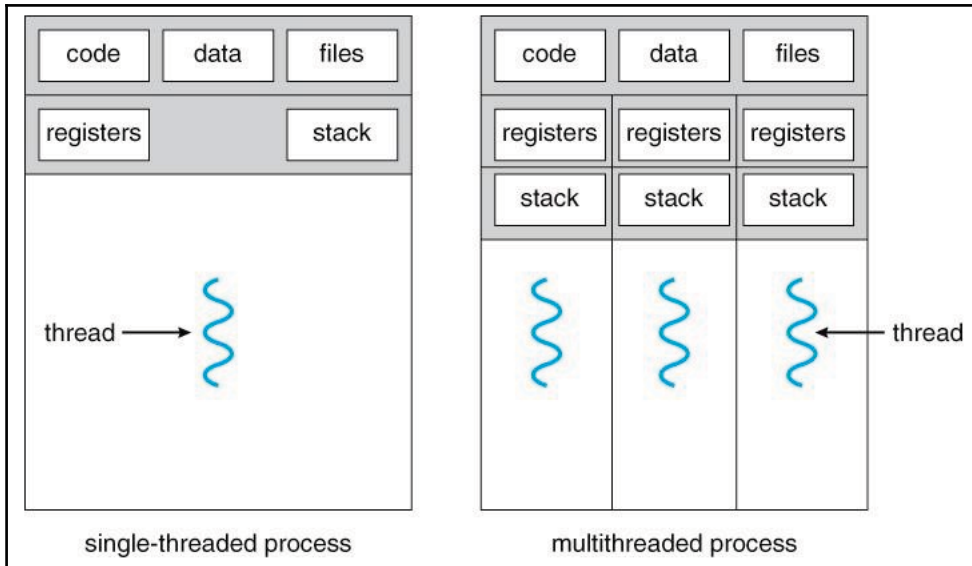 code data files
registers stack
thread
single-threaded process
code data files
registers registers registers
stack stack stack
thread
multithreaded process